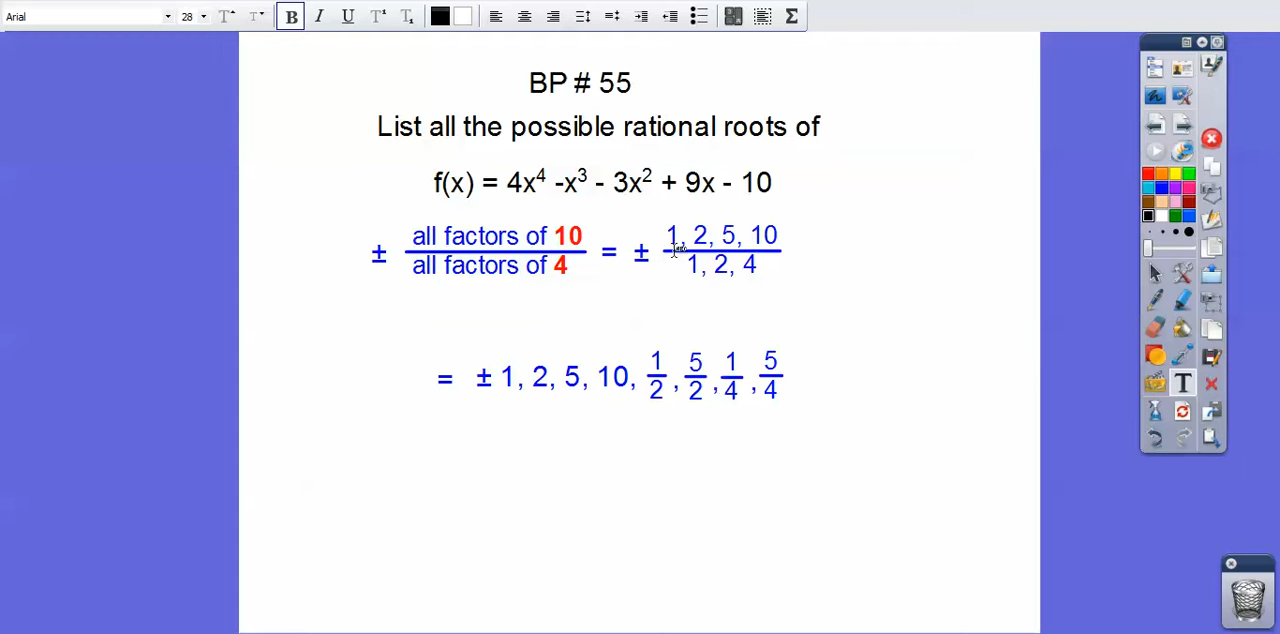 Arial 28 B I U T T
BP # 55
List all the possible rational roots of
f(x) = 4x⁴ -x³ - 3x² + 9x - 10
± all factors of 10 / all factors of 4 = ± 1, 2, 5, 10 / 1, 2, 4
= ± 1, 2, 5, 10, 1/2 , 5/2 , 1/4 , 5/4